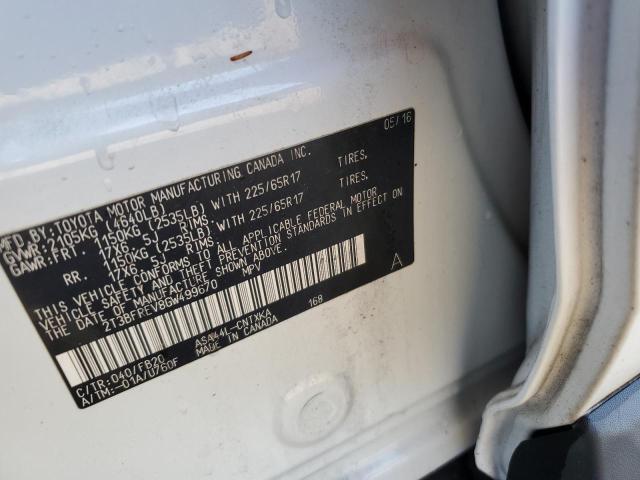 05/16
MFD.BY:TOYOTA MOTOR MANUFACTURING CANADA INC.
GVWR:2105KG (4640LB)
GAWR:FRT. 1150KG (2535LB) WITH 225/65R17 TIRES,
17X6.5J RIMS,
RR. 1150KG (2535LB) WITH 225/65R17 TIRES,
17X6.5J RIMS,
THIS VEHICLE CONFORMS TO ALL APPLICABLE FEDERAL MOTOR
VEHICLE SAFETY AND THEFT PREVENTION STANDARDS IN EFFECT ON
THE DATE OF MANUFACTURE SHOWN ABOVE.
2T3BFREV8GW499670 MPV A
C/TR:040/FB20 ASA44L-CNTXKA 168
A/TM:-01A/U760F MADE IN CANADA